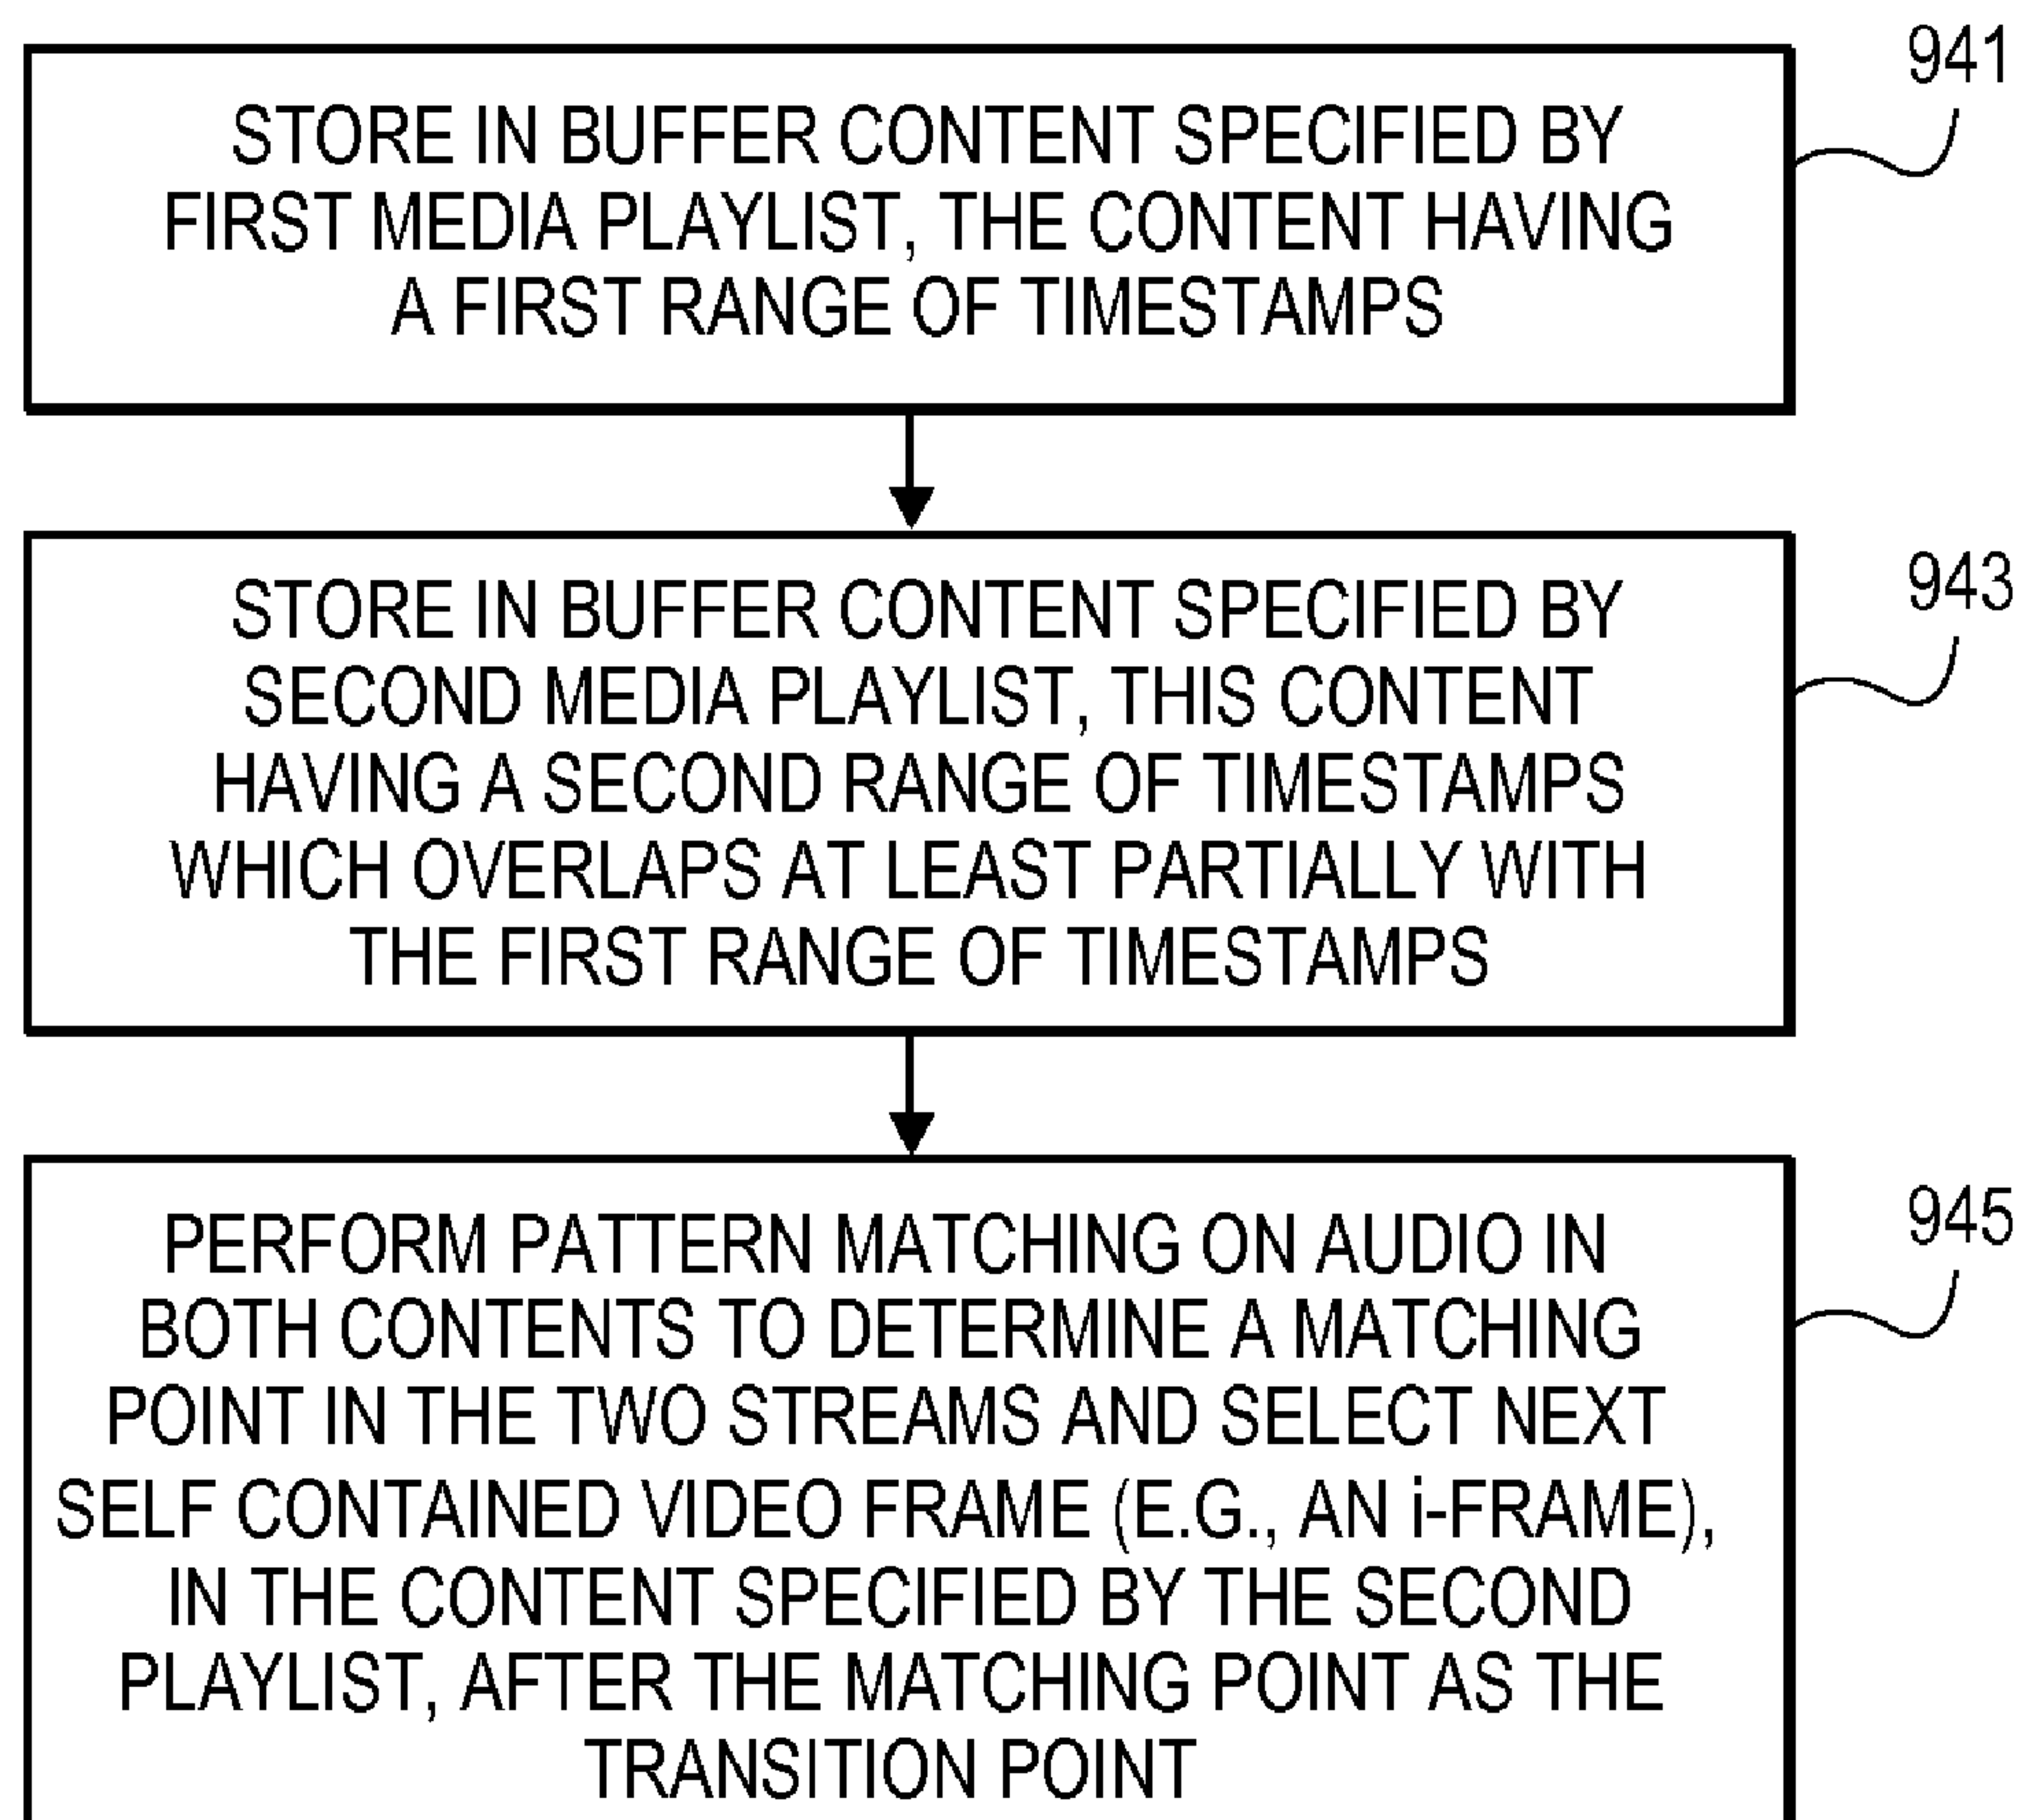 941
STORE IN BUFFER CONTENT SPECIFIED BY
FIRST MEDIA PLAYLIST, THE CONTENT HAVING
A FIRST RANGE OF TIMESTAMPS
943
STORE IN BUFFER CONTENT SPECIFIED BY
SECOND MEDIA PLAYLIST, THIS CONTENT
HAVING A SECOND RANGE OF TIMESTAMPS
WHICH OVERLAPS AT LEAST PARTIALLY WITH
THE FIRST RANGE OF TIMESTAMPS
945
PERFORM PATTERN MATCHING ON AUDIO IN
BOTH CONTENTS TO DETERMINE A MATCHING
POINT IN THE TWO STREAMS AND SELECT NEXT
SELF CONTAINED VIDEO FRAME (E.G., AN i-FRAME),
IN THE CONTENT SPECIFIED BY THE SECOND
PLAYLIST, AFTER THE MATCHING POINT AS THE
TRANSITION POINT